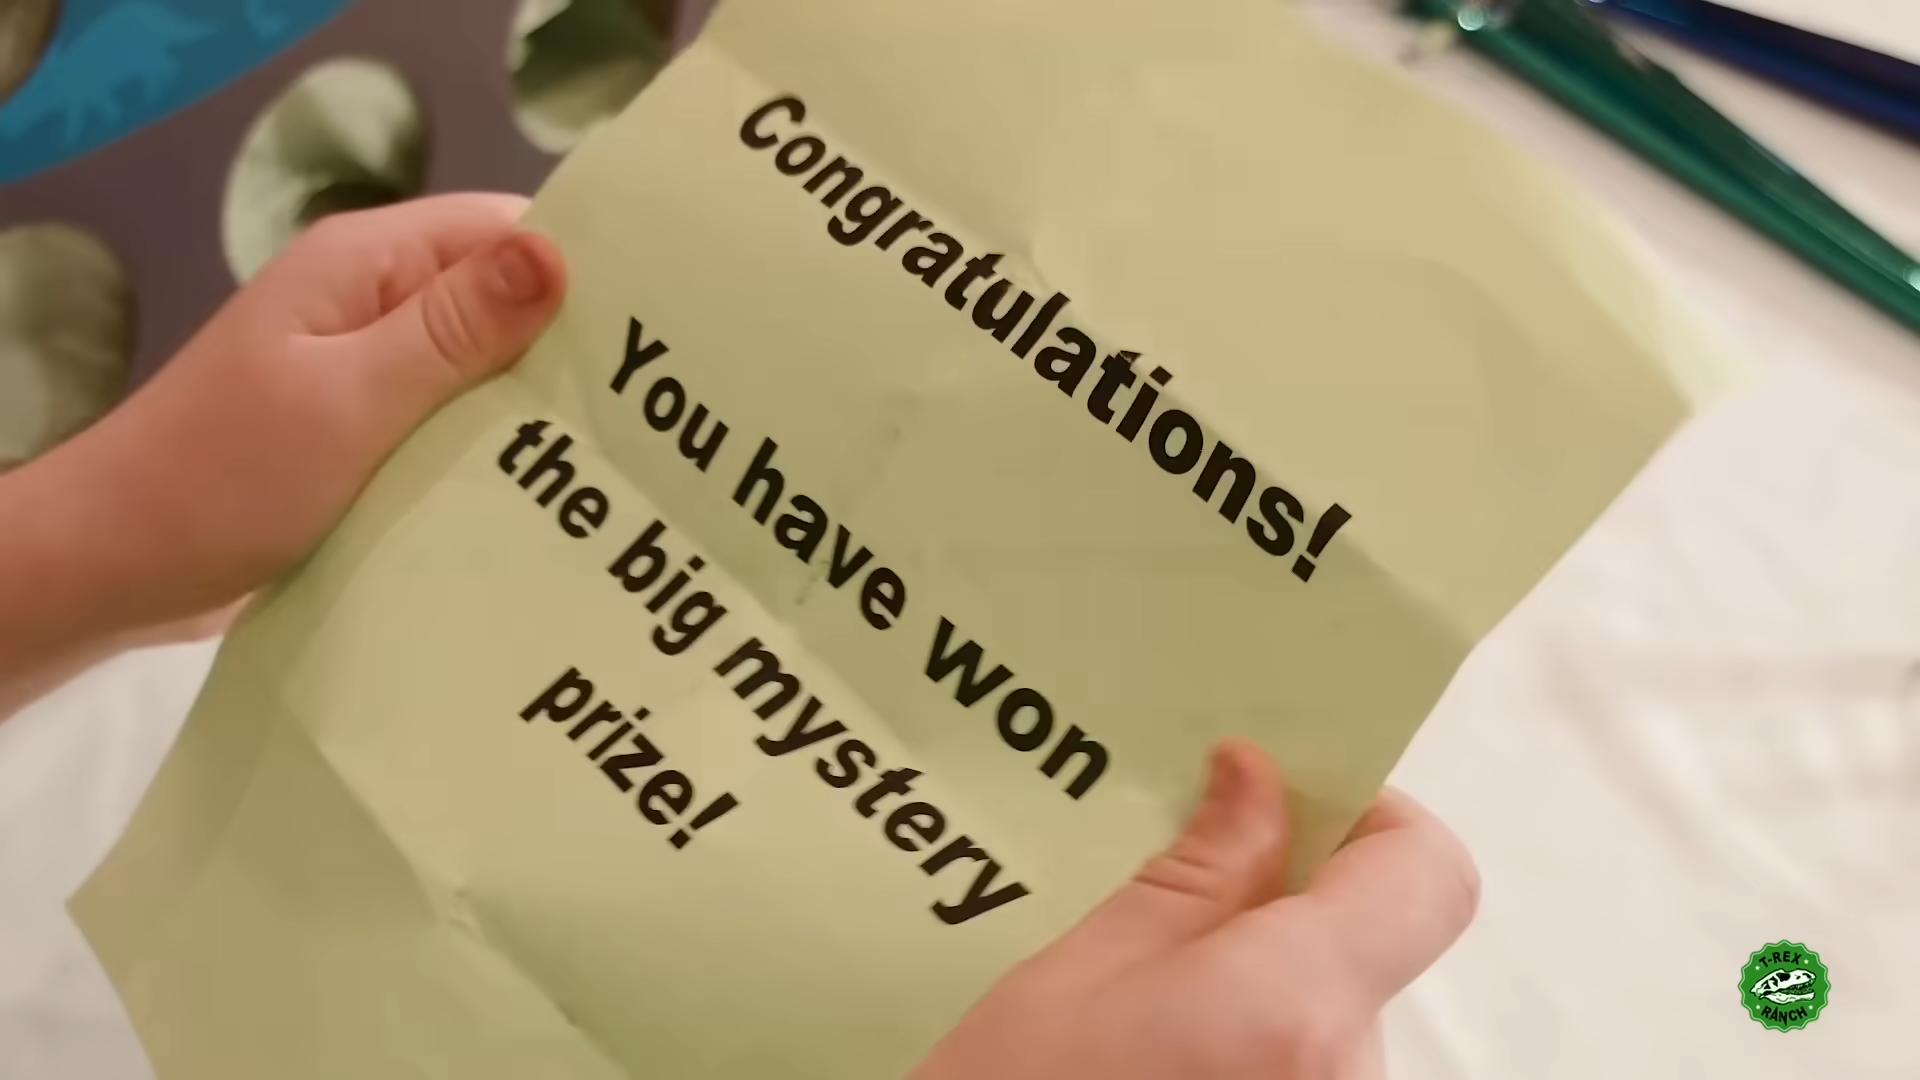 Congratulations!
You have won
the big mystery
prize!
T-REX
RANCH